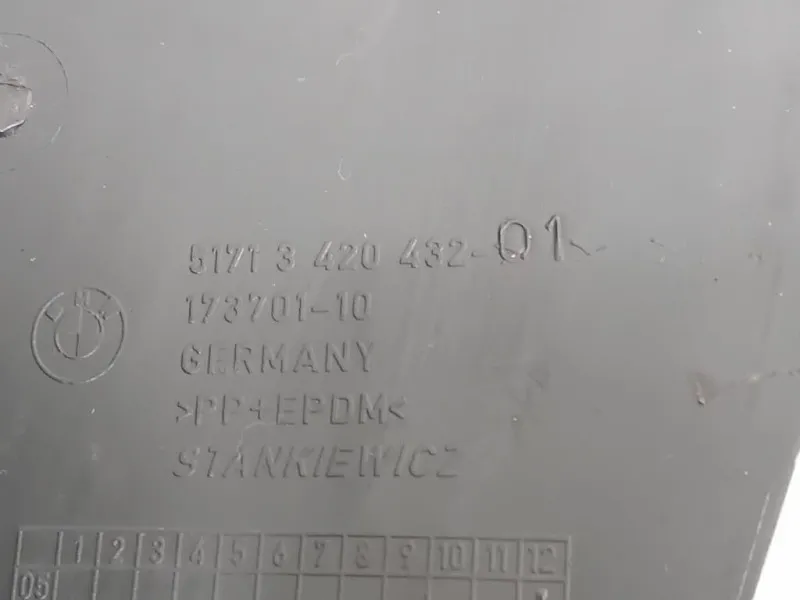 5171 3 420 432-01
173701-10
GERMANY
>PP+EPDM<
STANKIEWICZ
1 2 3 4 5 6 7 8 9 10 11 12
05